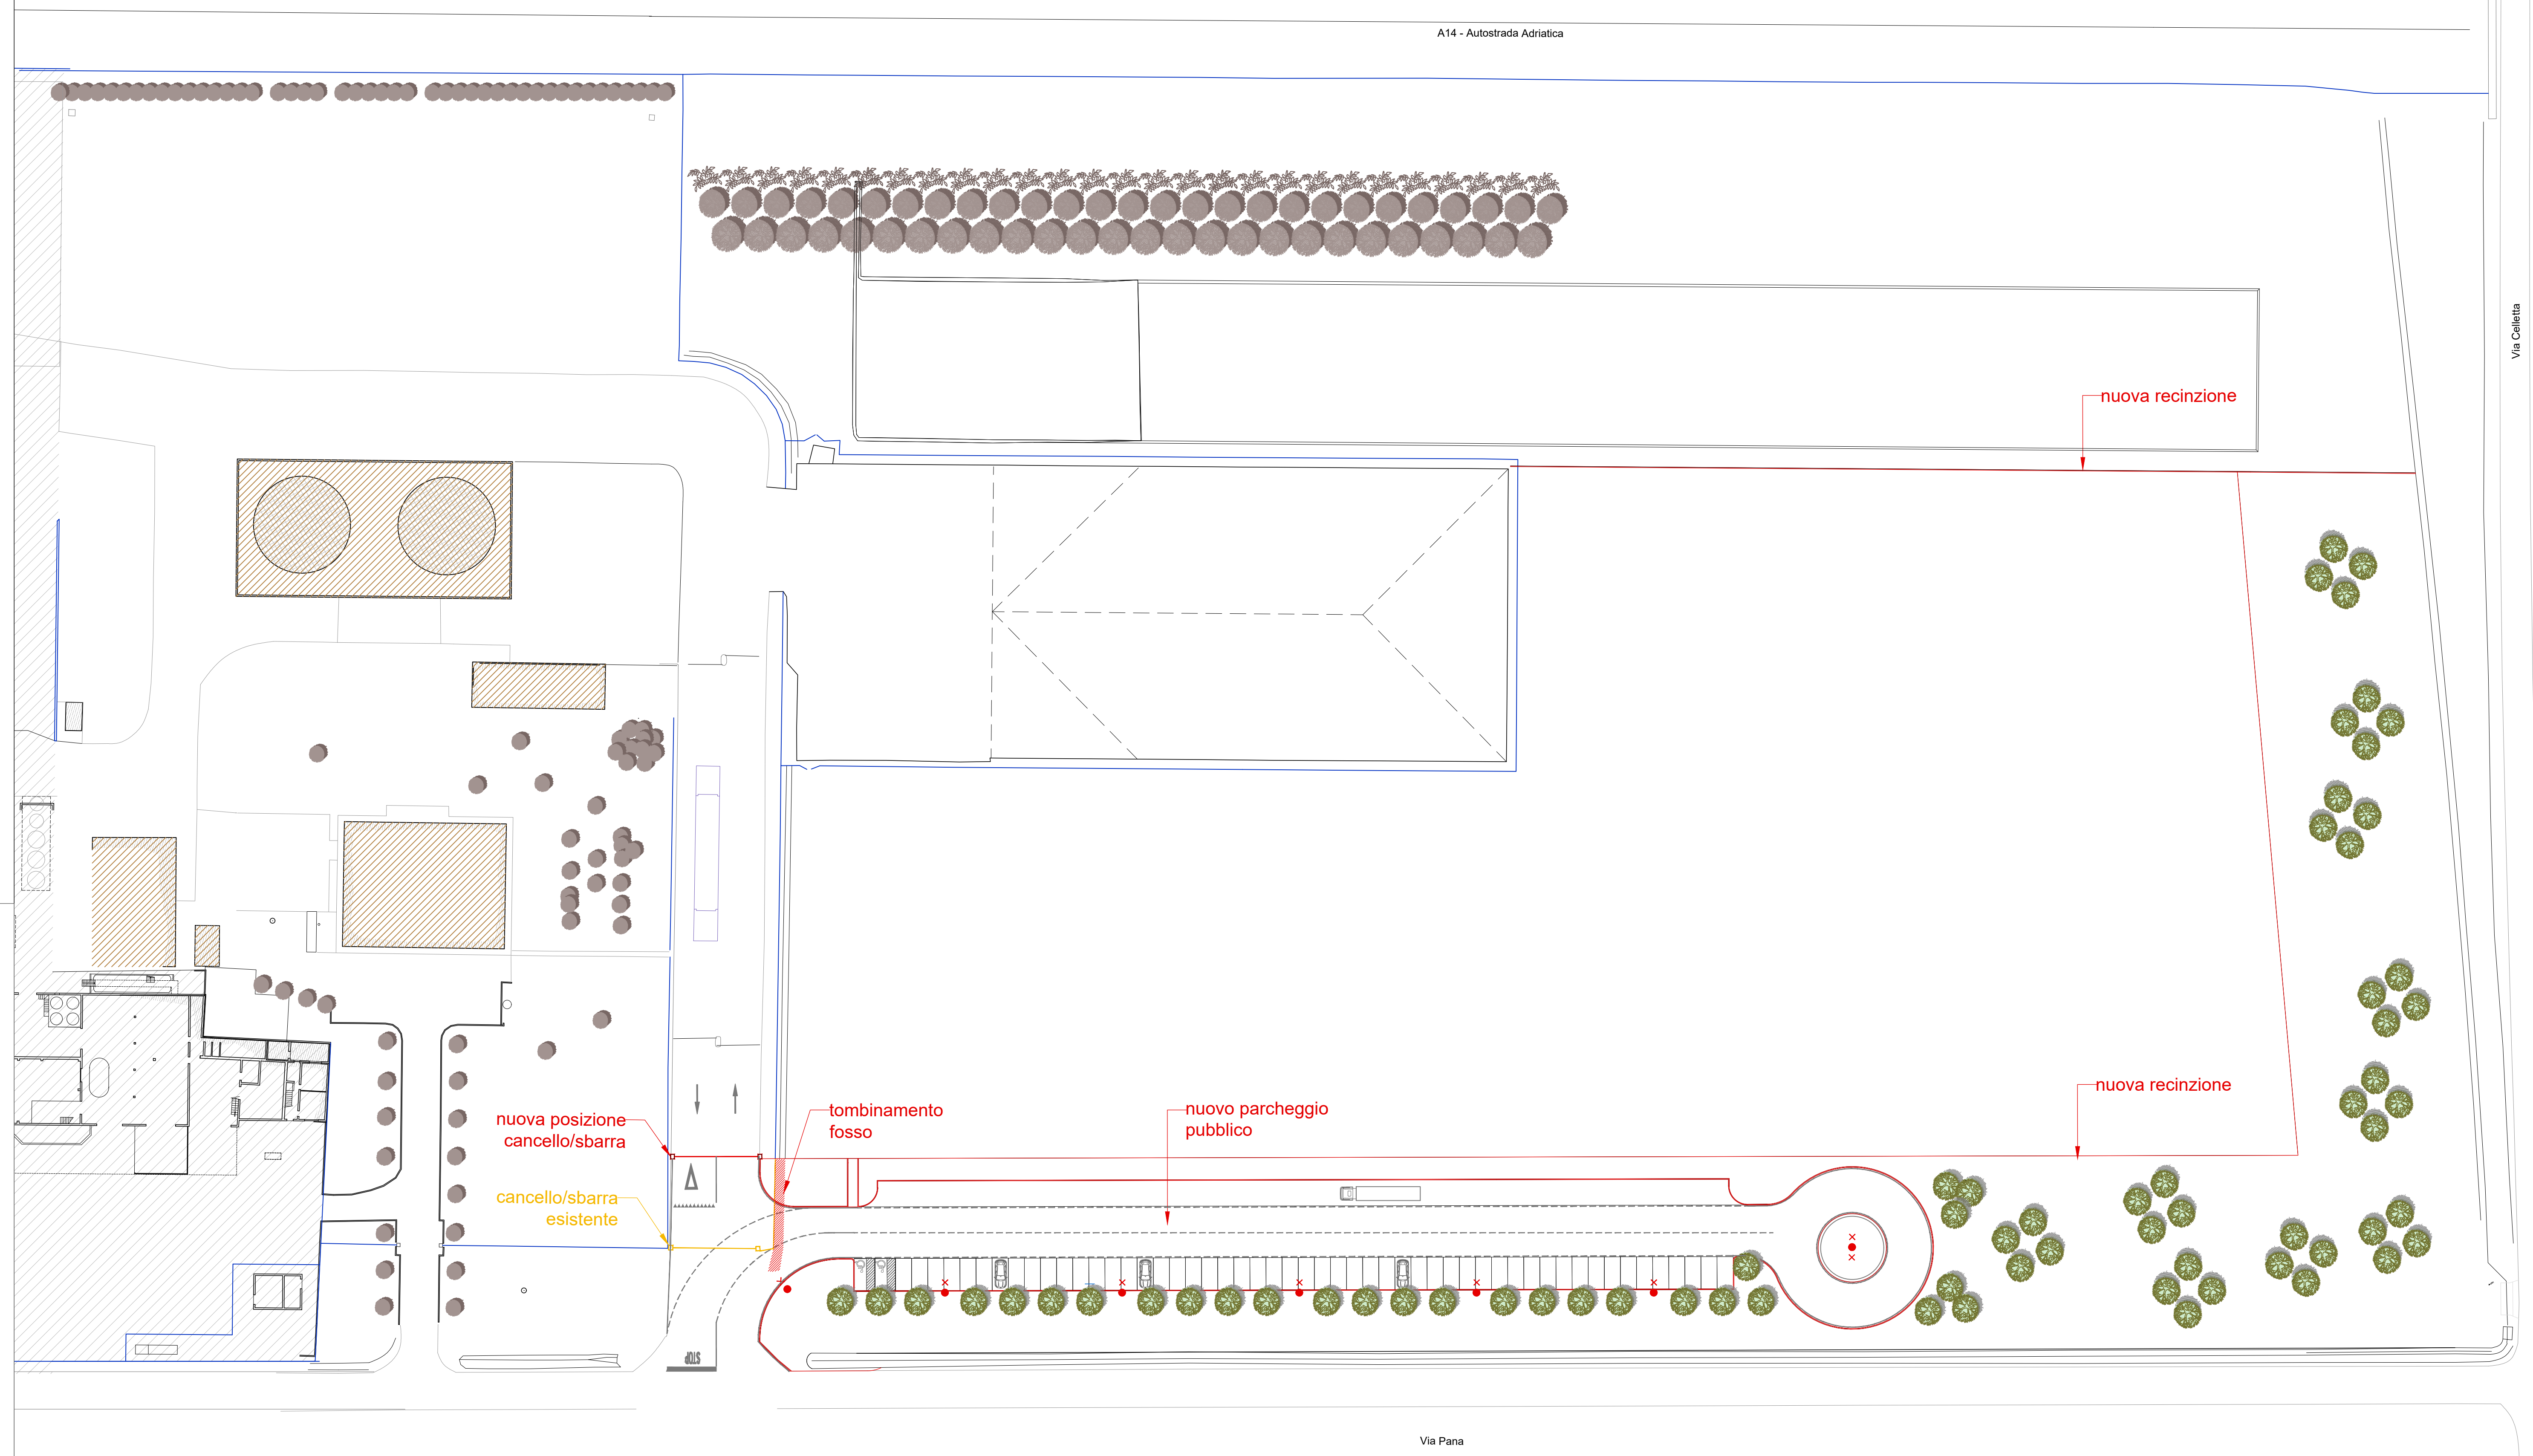 A14 - Autostrada Adriatica
Via Celletta
nuova recinzione
nuova recinzione
nuova posizione
cancello/sbarra
tombinamento
fosso
nuovo parcheggio
pubblico
cancello/sbarra
esistente
STOP
Via Pana